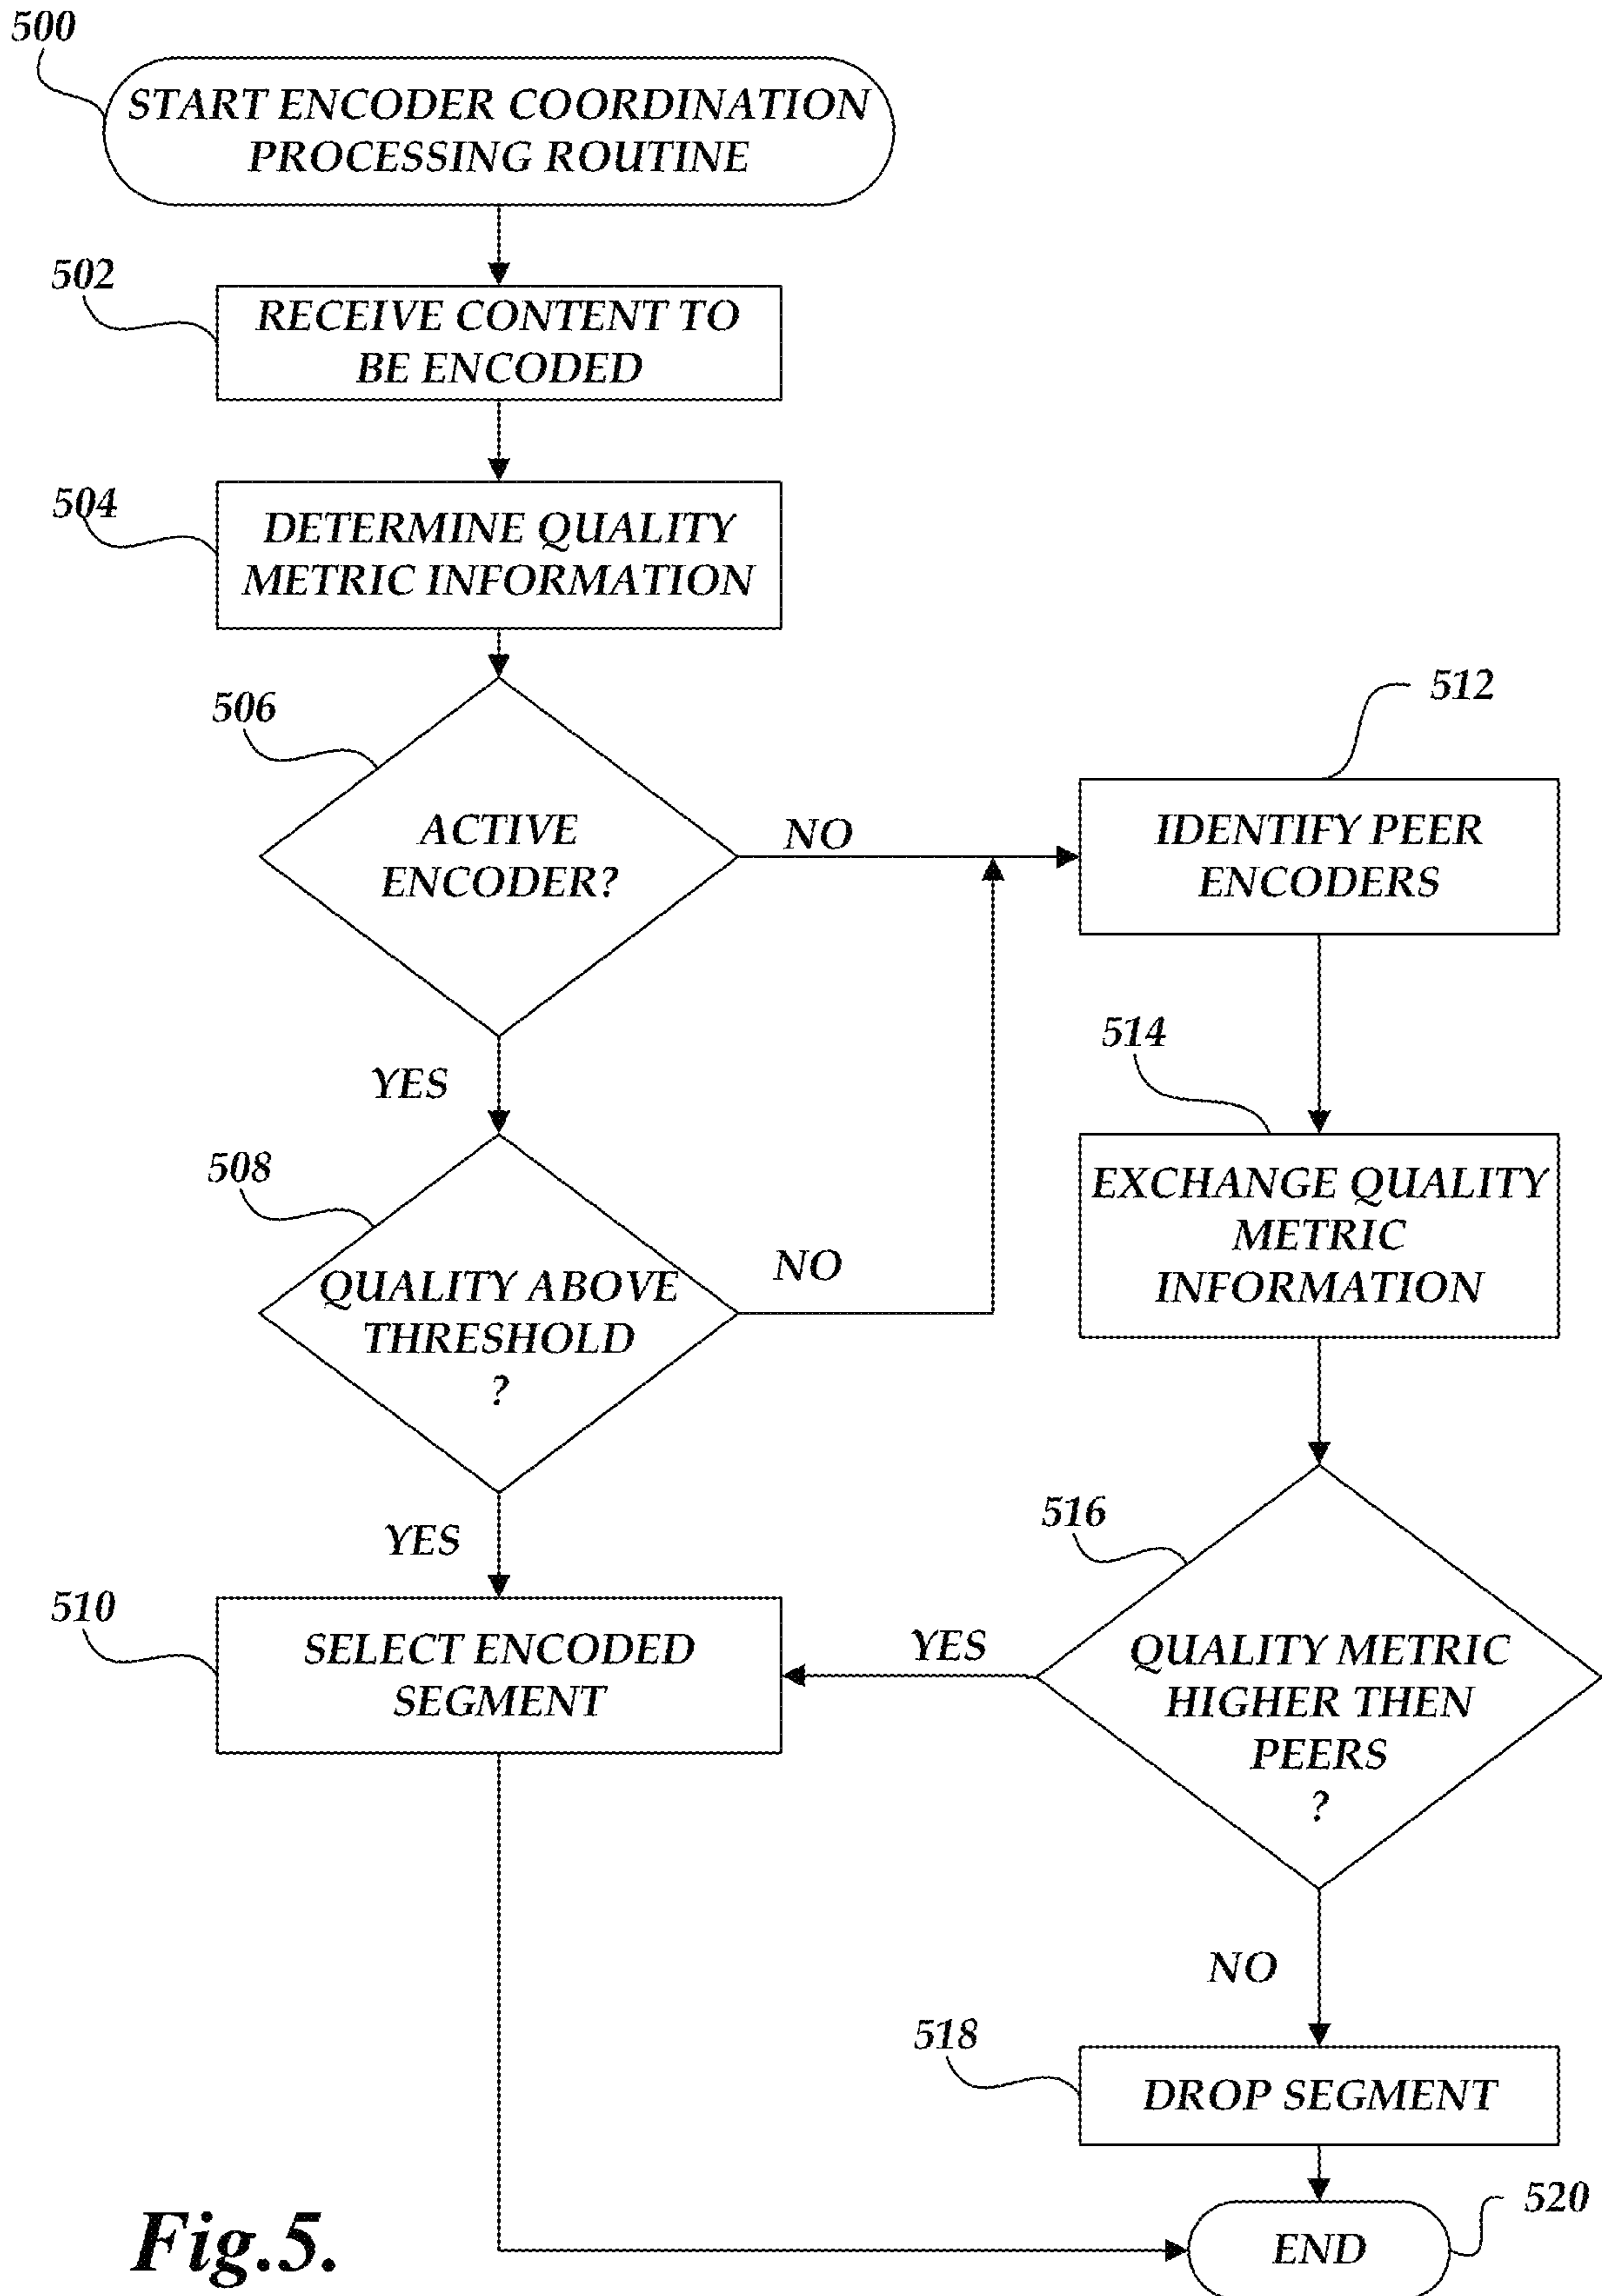 500
START ENCODER COORDINATION
PROCESSING ROUTINE
502
RECEIVE CONTENT TO
BE ENCODED
504
DETERMINE QUALITY
METRIC INFORMATION
506
ACTIVE
ENCODER?
NO
YES
512
IDENTIFY PEER
ENCODERS
514
EXCHANGE QUALITY
METRIC
INFORMATION
508
QUALITY ABOVE
THRESHOLD
?
NO
YES
516
QUALITY METRIC
HIGHER THEN
PEERS
?
YES
NO
510
SELECT ENCODED
SEGMENT
518
DROP SEGMENT
520
END
Fig.5.